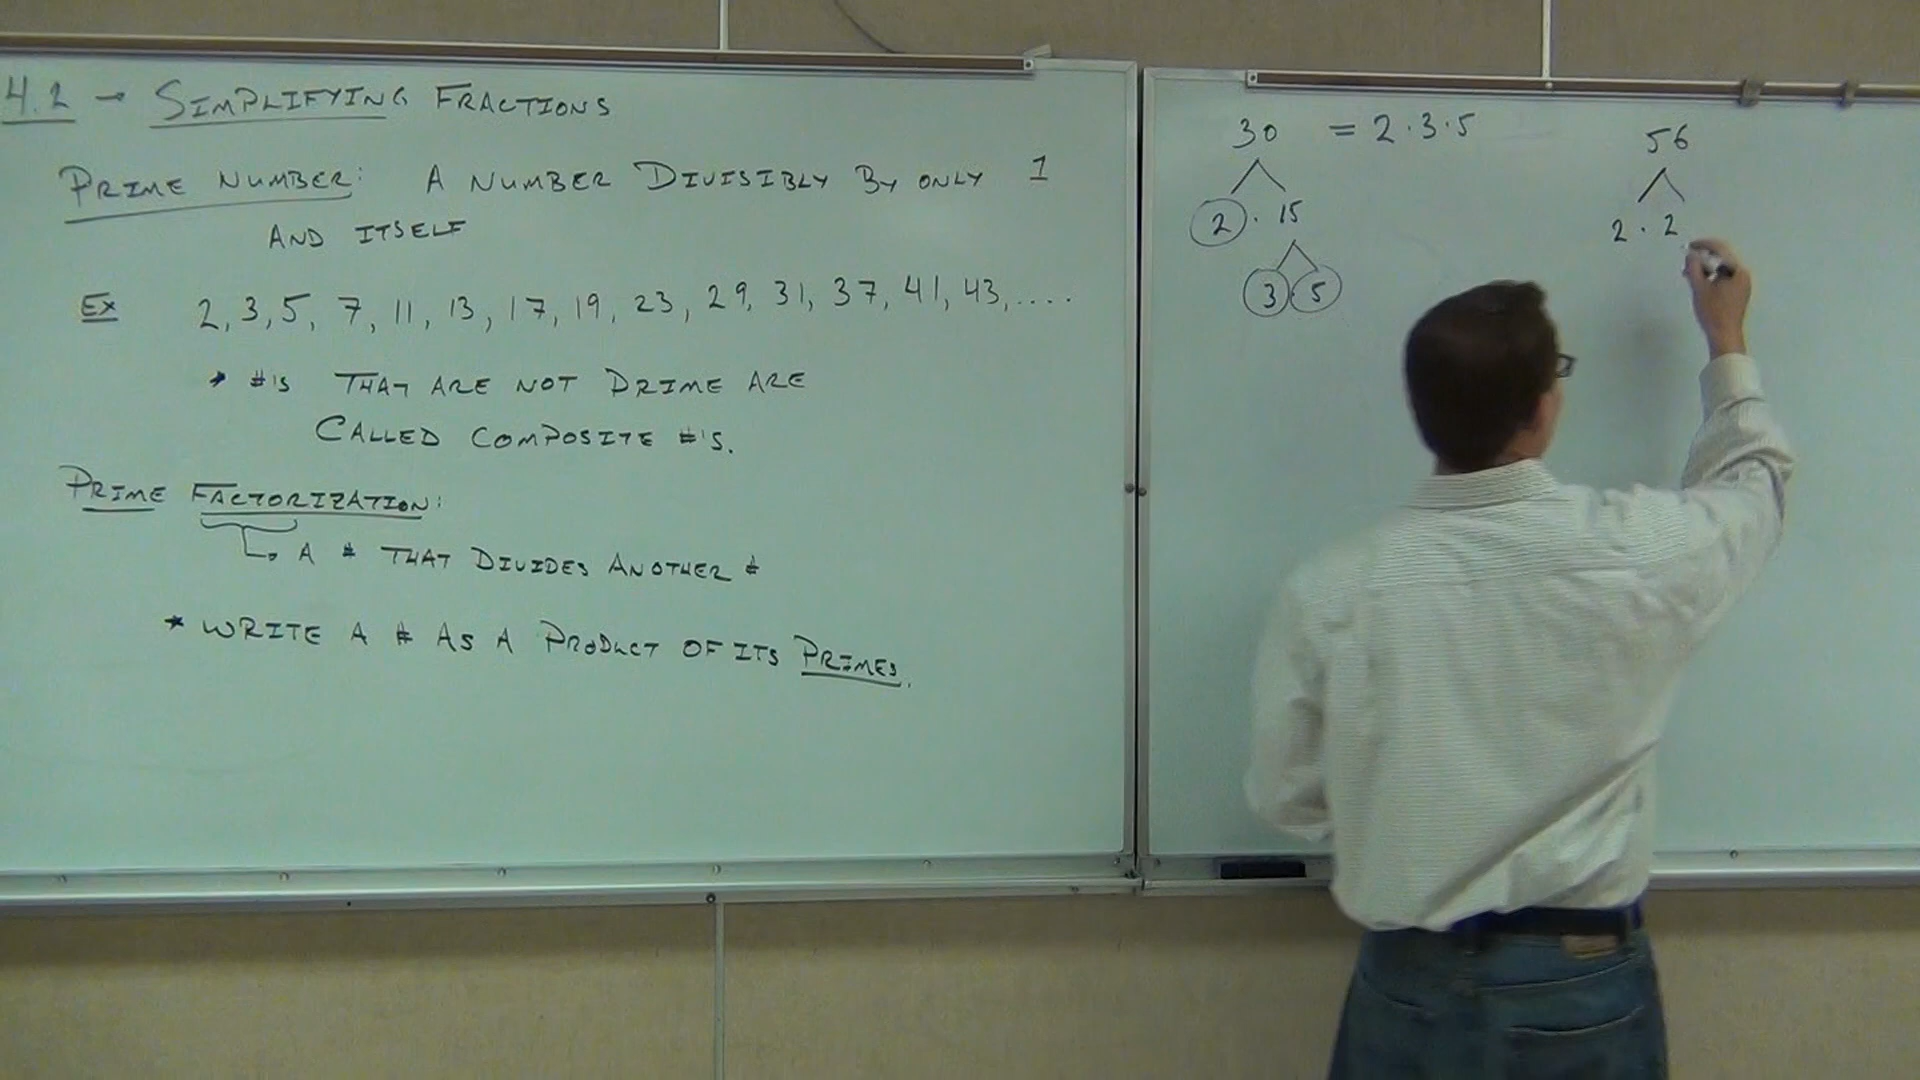 4.2 → SIMPLIFYING FRACTIONS
PRIME NUMBER: A NUMBER DIVISIBLY BY ONLY 1
AND ITSELF
EX 2, 3, 5, 7, 11, 13, 17, 19, 23, 29, 31, 37, 41, 43, ....
* #'S THAT ARE NOT PRIME ARE
CALLED COMPOSITE #'S.
PRIME FACTORIZATION:
↳ A # THAT DIVIDES ANOTHER #
* WRITE A # AS A PRODUCT OF ITS PRIMES.
30 = 2·3·5
2 · 15
3 · 5
56
2 · 2